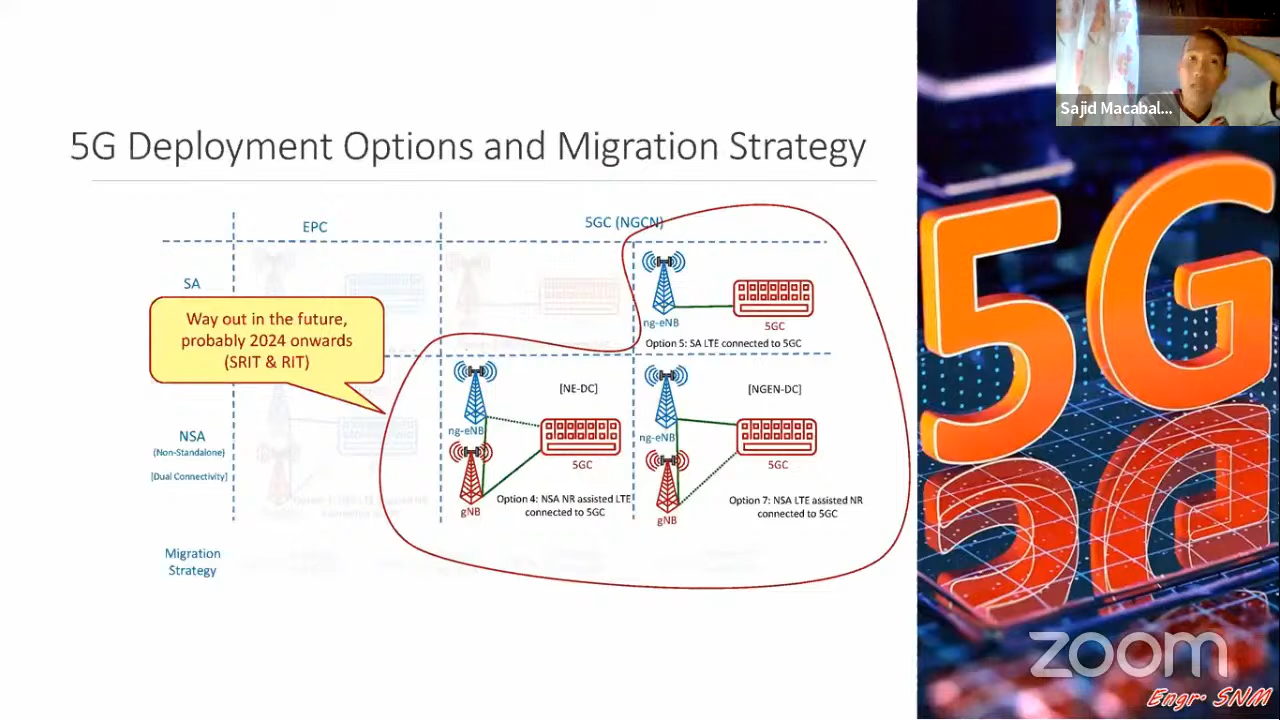 Sajid Macabal...
5G Deployment Options and Migration Strategy
EPC
5GC (NGCN)
SA
Way out in the future,
probably 2024 onwards
(SRIT & RIT)
ng-eNB
5GC
Option 5: SA LTE connected to 5GC
NSA
(Non-Standalone)
[Dual Connectivity]
[NE-DC]
ng-eNB
5GC
gNB
Option 4: NSA NR assisted LTE
connected to 5GC
[NGEN-DC]
ng-eNB
5GC
gNB
Option 7: NSA LTE assisted NR
connected to 5GC
Migration
Strategy
5G
zoom
Engr. SNM